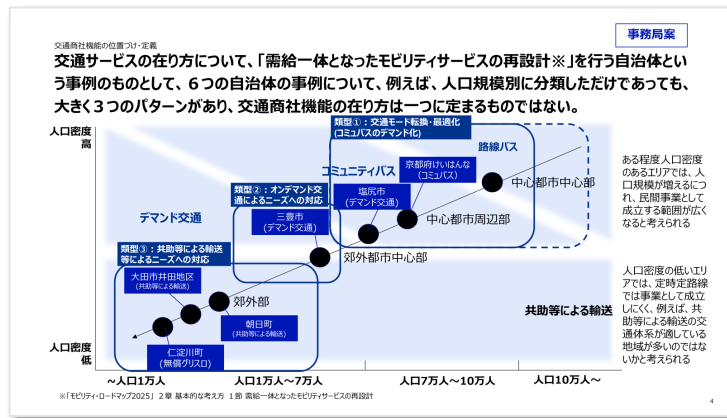 事務局案
交通商社機能の位置づけ・定義
交通サービスの在り方について、「需給一体となったモビリティサービスの再設計※」を行う自治体とい
う事例のものとして、６つの自治体の事例について、例えば、人口規模別に分類しただけであっても、
大きく３つのパターンがあり、交通商社機能の在り方は一つに定まるものではない。
人口密度
高
類型①：交通モード転換・最適化
(コミュバスのデマンド化)
路線バス
京都府けいはんな
(コミュバス)
コミュニティバス
塩尻市
(デマンド交通)
中心都市中心部
類型②：オンデマンド交
通によるニーズへの対応
三豊市
(デマンド交通)
中心都市周辺部
デマンド交通
郊外都市中心部
類型③：共助等による輸送
等によるニーズへの対応
大田市井田地区
(共助等による輸送)
郊外部
朝日町
(共助等による輸送)
仁淀川町
(無償グリスロ)
共助等による輸送
人口密度
低
～人口1万人
人口1万人～7万人
人口7万人～10万人
人口10万人～
ある程度人口密度
のあるエリアでは、人
口規模が増えるにつ
れ、民間事業として
成立する範囲が広く
なると考えられる
人口密度の低いエリ
アでは、定時定路線
では事業として成立
しにくく、例えば、共
助等による輸送の交
通体系が適している
地域が多いのではな
いかと考えられる
※「モビリティ・ロードマップ2025」２章 基本的な考え方 １節 需給一体となったモビリティサービスの再設計
4